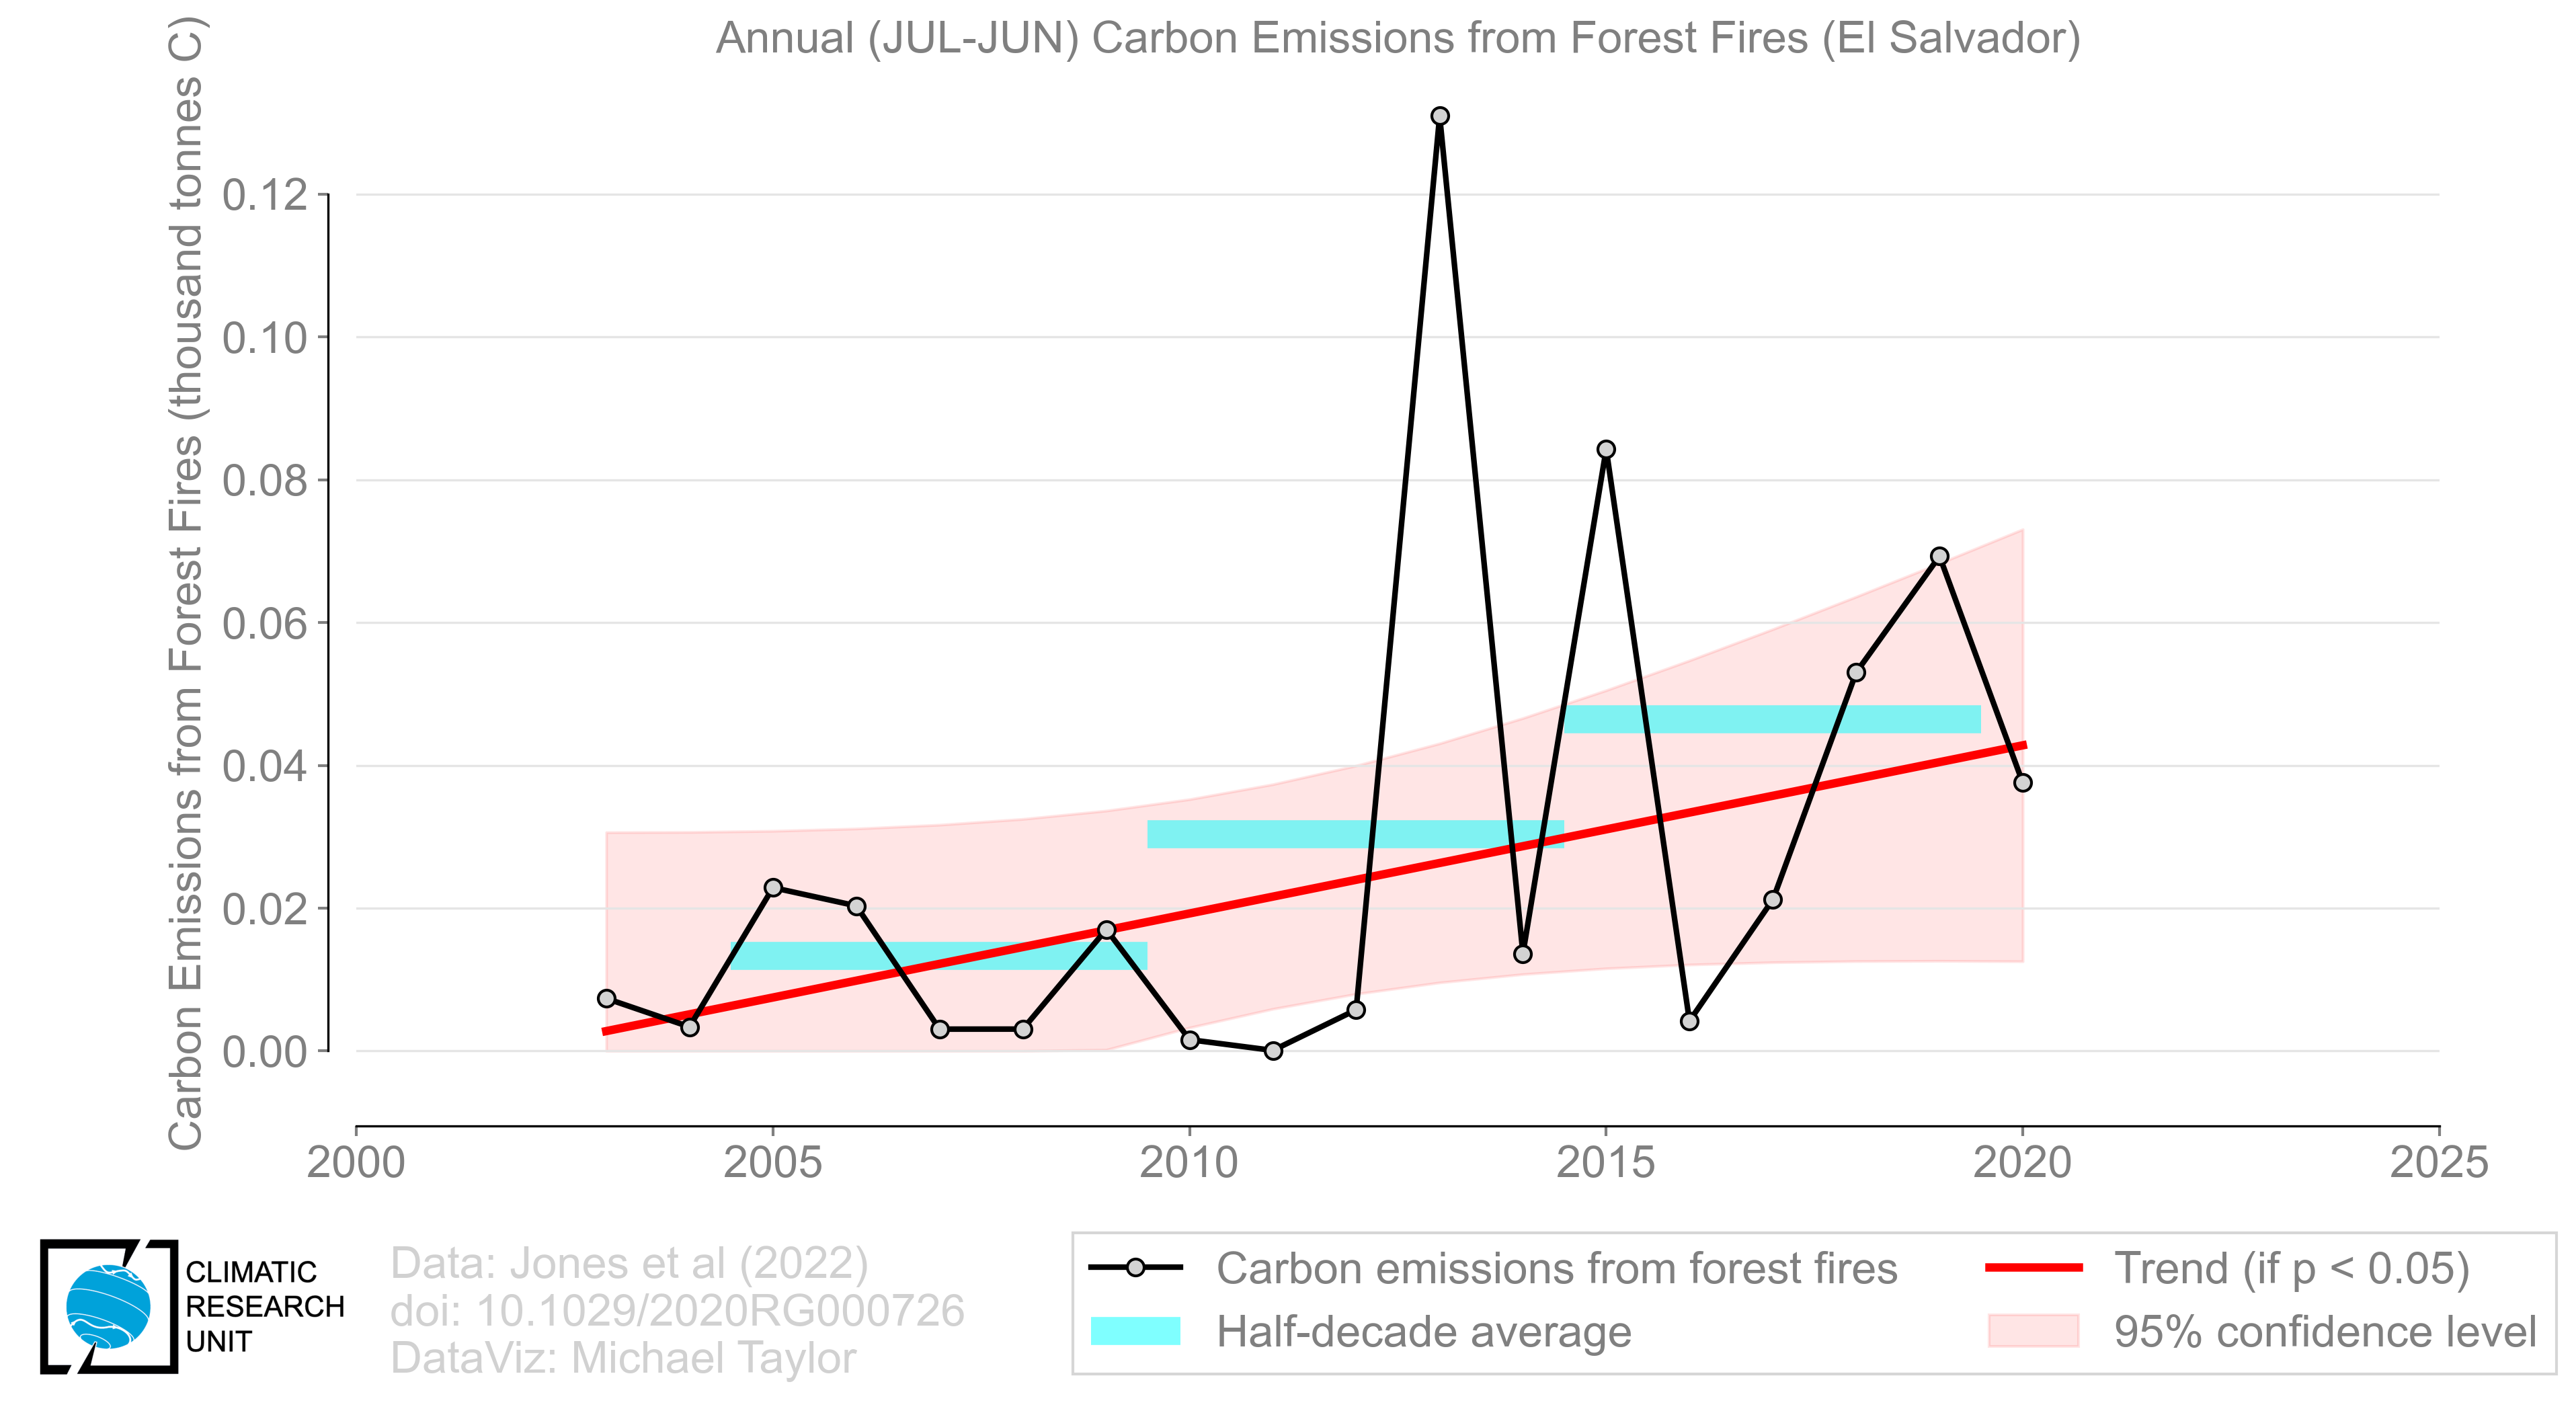 Annual (JUL-JUN) Carbon Emissions from Forest Fires (El Salvador)
Carbon Emissions from Forest Fires (thousand tonnes C)
0.12
0.10
0.08
0.06
0.04
0.02
0.00
2000 2005 2010 2015 2020 2025
CLIMATIC
RESEARCH
UNIT
Data: Jones et al (2022)
doi: 10.1029/2020RG000726
DataViz: Michael Taylor
Carbon emissions from forest fires
Half-decade average
Trend (if p < 0.05)
95% confidence level